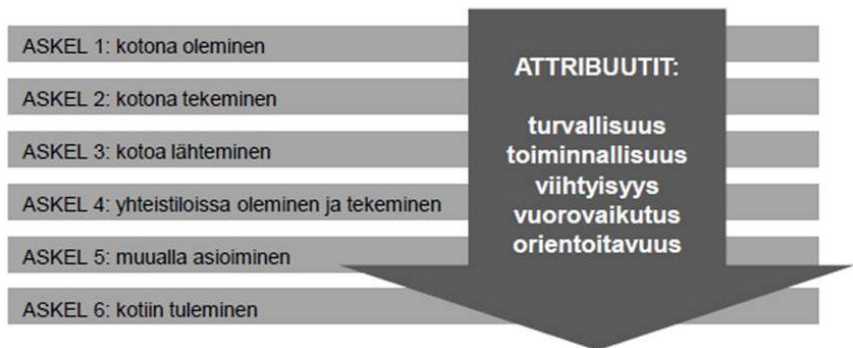 ASKEL 1: kotona oleminen
ASKEL 2: kotona tekeminen
ASKEL 3: kotoa lähteminen
ASKEL 4: yhteistiloissa oleminen ja tekeminen
ASKEL 5: muualla asioiminen
ASKEL 6: kotiin tuleminen
ATTRIBUUTIT:
turvallisuus
toiminnallisuus
viihtyisyys
vuorovaikutus
orientoitavuus